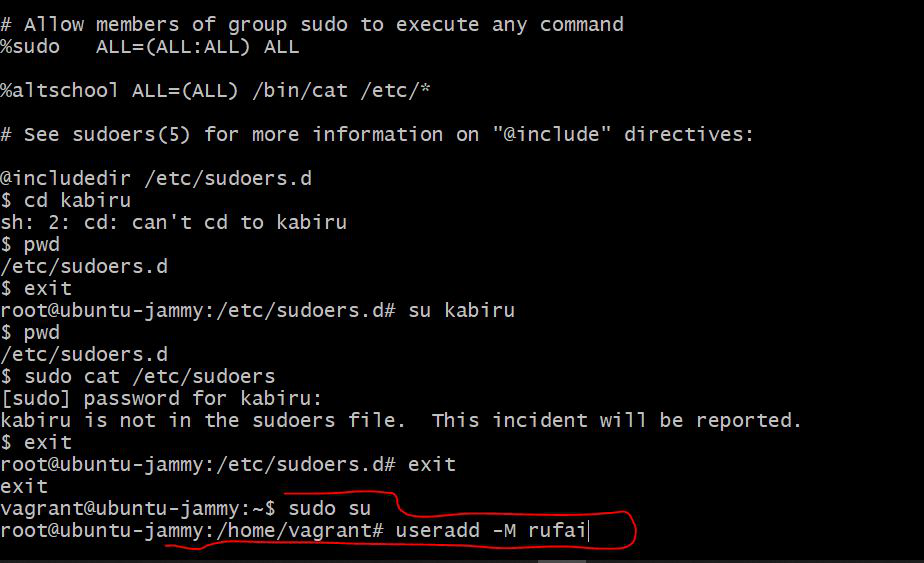 # Allow members of group sudo to execute any command
%sudo   ALL=(ALL:ALL) ALL
%altschool ALL=(ALL) /bin/cat /etc/*
# See sudoers(5) for more information on "@include" directives:
@includedir /etc/sudoers.d
$ cd kabiru
sh: 2: cd: can't cd to kabiru
$ pwd
/etc/sudoers.d
$ exit
root@ubuntu-jammy:/etc/sudoers.d# su kabiru
$ pwd
/etc/sudoers.d
$ sudo cat /etc/sudoers
[sudo] password for kabiru:
kabiru is not in the sudoers file.  This incident will be reported.
$ exit
root@ubuntu-jammy:/etc/sudoers.d# exit
exit
vagrant@ubuntu-jammy:~$ sudo su
root@ubuntu-jammy:/home/vagrant# useradd -M rufai